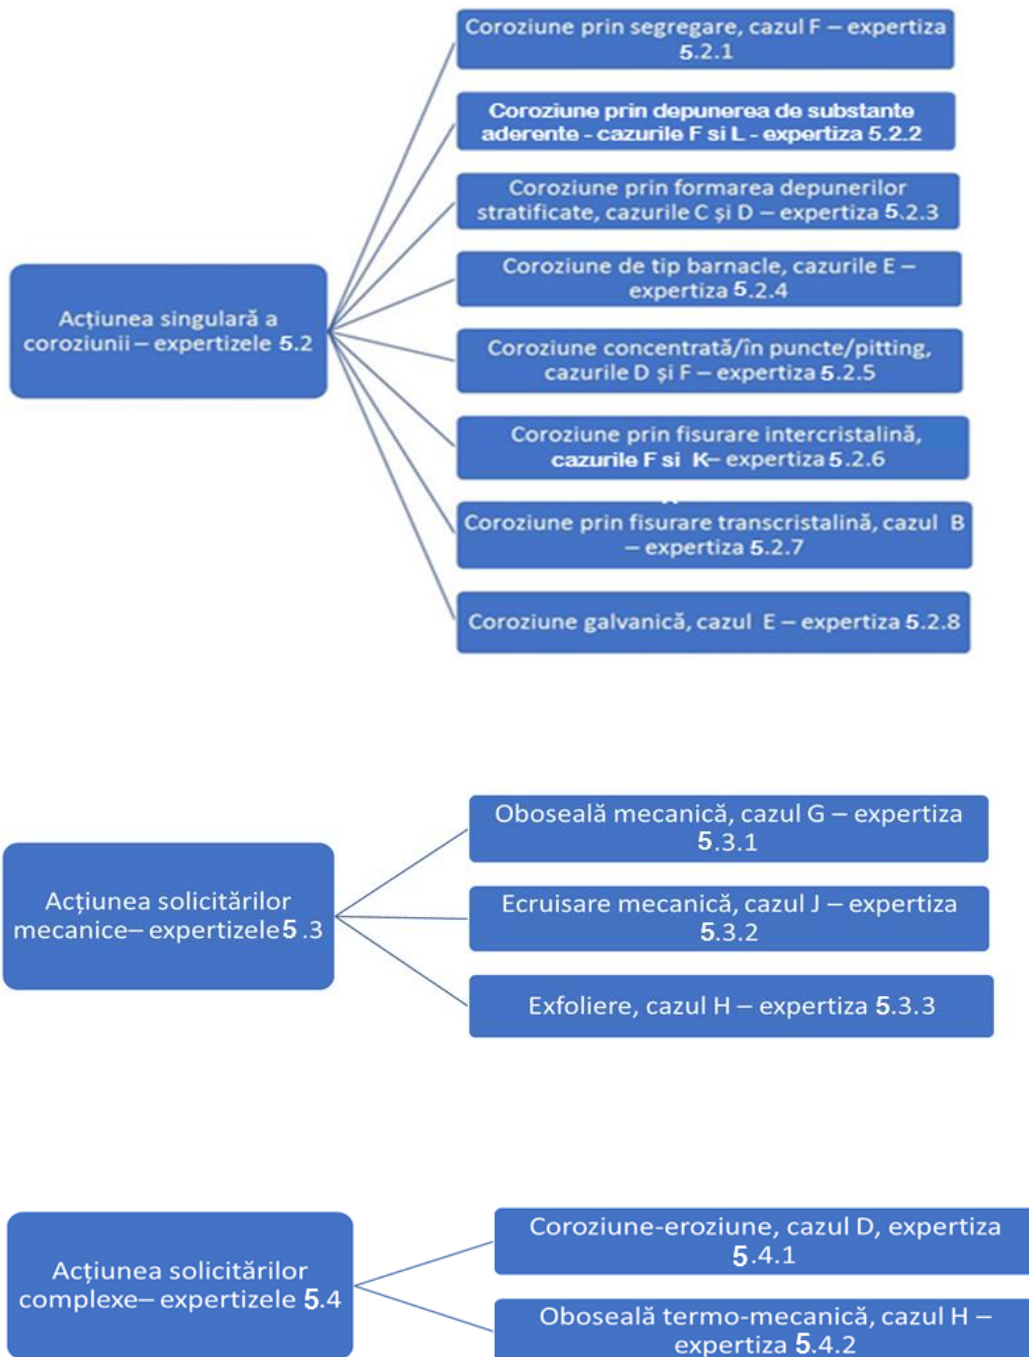 Coroziune prin segregare, cazul F – expertiza
5.2.1
Coroziune prin depunerea de substante
aderente - cazurile F si L - expertiza 5.2.2
Coroziune prin formarea depunerilor
stratificate, cazurile C și D – expertiza 5.2.3
Acțiunea singulară a
coroziunii – expertizele 5.2
Coroziune de tip barnacle, cazurile E –
expertiza 5.2.4
Coroziune concentrată/în puncte/pitting,
cazurile D și F – expertiza 5.2.5
Coroziune prin fisurare intercristalină,
cazurile F si K– expertiza 5.2.6
Coroziune prin fisurare transcristalină, cazul B
– expertiza 5.2.7
Coroziune galvanică, cazul E – expertiza 5.2.8
Acțiunea solicitărilor
mecanice– expertizele 5 .3
Oboseală mecanică, cazul G – expertiza
5.3.1
Ecruisare mecanică, cazul J – expertiza
5.3.2
Exfoliere, cazul H – expertiza 5.3.3
Acțiunea solicitărilor
complexe– expertizele 5.4
Coroziune-eroziune, cazul D, expertiza
5.4.1
Oboseală termo-mecanică, cazul H –
expertiza 5.4.2